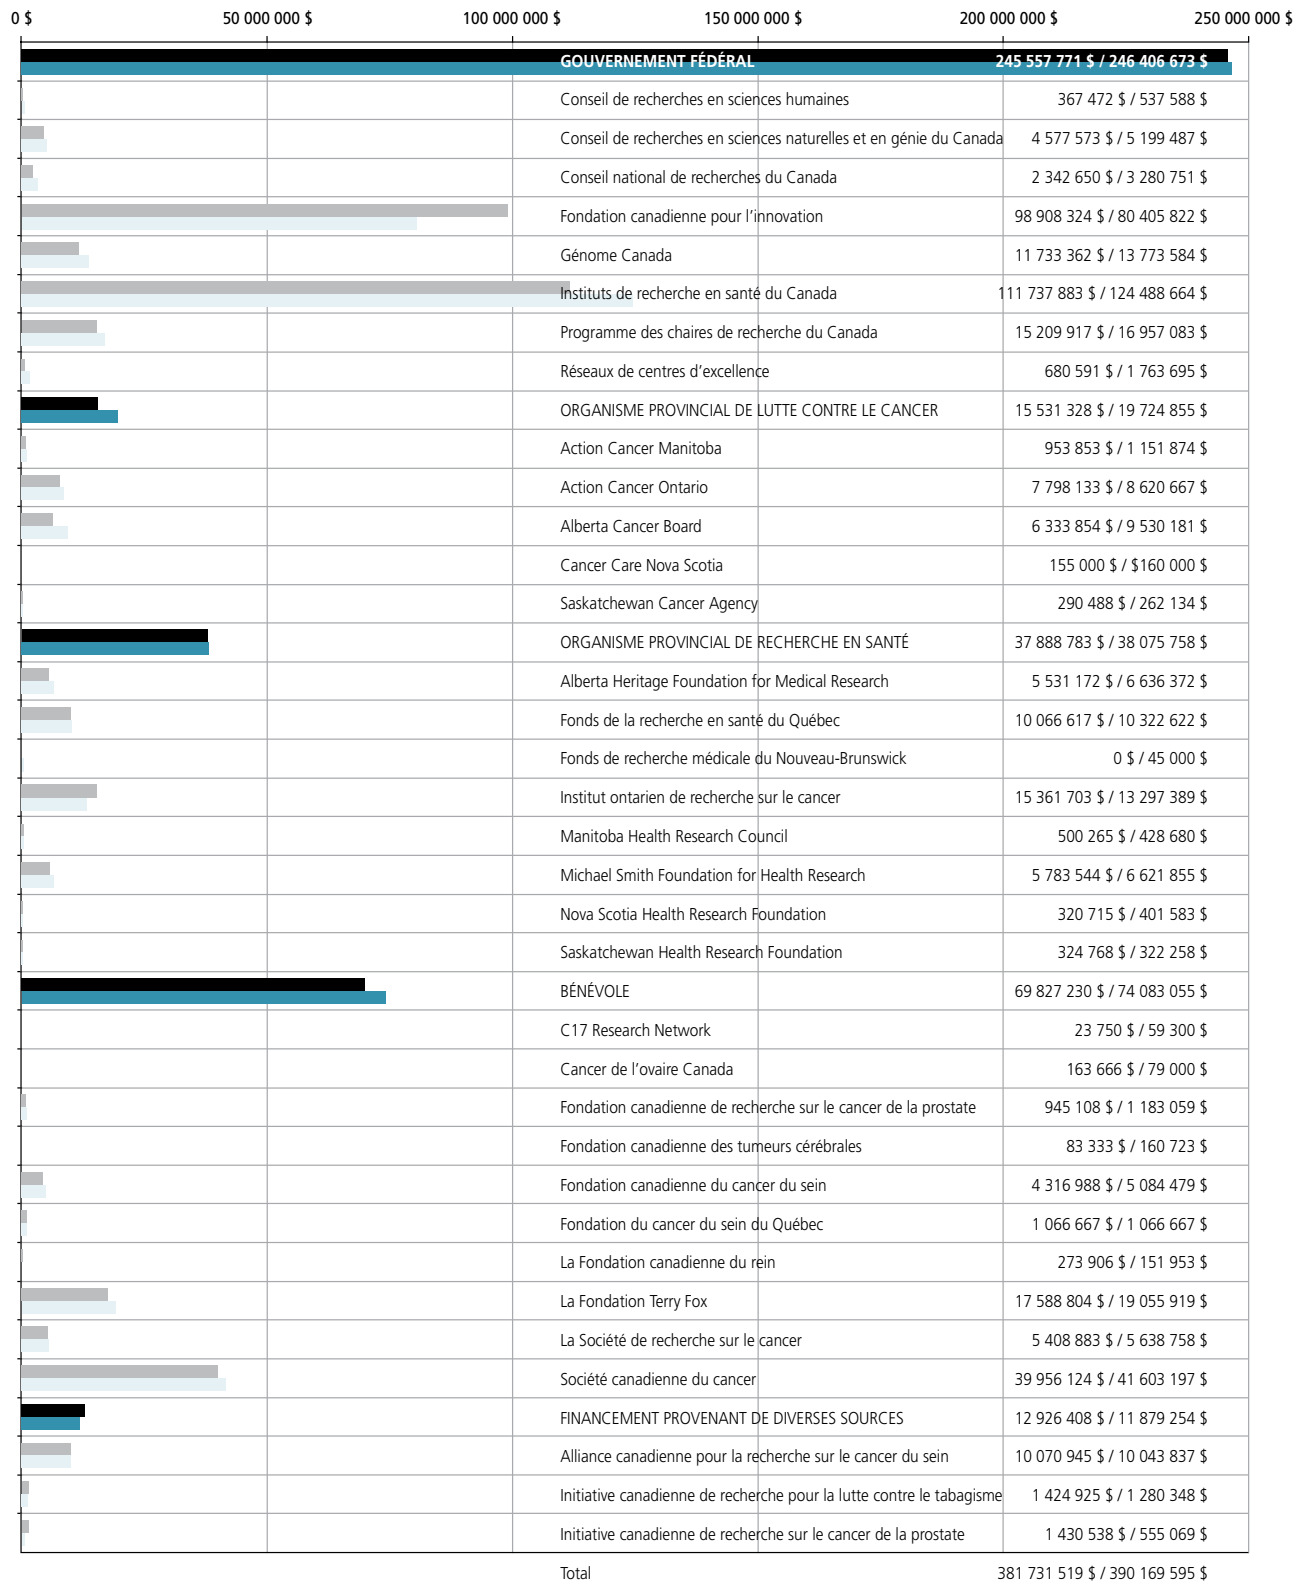 0 $ 50 000 000 $ 100 000 000 $ 150 000 000 $ 200 000 000 $ 250 000 000 $
GOUVERNEMENT FÉDÉRAL 245 557 771 $ / 246 406 673 $
Conseil de recherches en sciences humaines 367 472 $ / 537 588 $
Conseil de recherches en sciences naturelles et en génie du Canada 4 577 573 $ / 5 199 487 $
Conseil national de recherches du Canada 2 342 650 $ / 3 280 751 $
Fondation canadienne pour l’innovation 98 908 324 $ / 80 405 822 $
Génome Canada 11 733 362 $ / 13 773 584 $
Instituts de recherche en santé du Canada 111 737 883 $ / 124 488 664 $
Programme des chaires de recherche du Canada 15 209 917 $ / 16 957 083 $
Réseaux de centres d’excellence 680 591 $ / 1 763 695 $
ORGANISME PROVINCIAL DE LUTTE CONTRE LE CANCER 15 531 328 $ / 19 724 855 $
Action Cancer Manitoba 953 853 $ / 1 151 874 $
Action Cancer Ontario 7 798 133 $ / 8 620 667 $
Alberta Cancer Board 6 333 854 $ / 9 530 181 $
Cancer Care Nova Scotia 155 000 $ / $160 000 $
Saskatchewan Cancer Agency 290 488 $ / 262 134 $
ORGANISME PROVINCIAL DE RECHERCHE EN SANTÉ 37 888 783 $ / 38 075 758 $
Alberta Heritage Foundation for Medical Research 5 531 172 $ / 6 636 372 $
Fonds de la recherche en santé du Québec 10 066 617 $ / 10 322 622 $
Fonds de recherche médicale du Nouveau-Brunswick 0 $ / 45 000 $
Institut ontarien de recherche sur le cancer 15 361 703 $ / 13 297 389 $
Manitoba Health Research Council 500 265 $ / 428 680 $
Michael Smith Foundation for Health Research 5 783 544 $ / 6 621 855 $
Nova Scotia Health Research Foundation 320 715 $ / 401 583 $
Saskatchewan Health Research Foundation 324 768 $ / 322 258 $
BÉNÉVOLE 69 827 230 $ / 74 083 055 $
C17 Research Network 23 750 $ / 59 300 $
Cancer de l’ovaire Canada 163 666 $ / 79 000 $
Fondation canadienne de recherche sur le cancer de la prostate 945 108 $ / 1 183 059 $
Fondation canadienne des tumeurs cérébrales 83 333 $ / 160 723 $
Fondation canadienne du cancer du sein 4 316 988 $ / 5 084 479 $
Fondation du cancer du sein du Québec 1 066 667 $ / 1 066 667 $
La Fondation canadienne du rein 273 906 $ / 151 953 $
La Fondation Terry Fox 17 588 804 $ / 19 055 919 $
La Société de recherche sur le cancer 5 408 883 $ / 5 638 758 $
Société canadienne du cancer 39 956 124 $ / 41 603 197 $
FINANCEMENT PROVENANT DE DIVERSES SOURCES 12 926 408 $ / 11 879 254 $
Alliance canadienne pour la recherche sur le cancer du sein 10 070 945 $ / 10 043 837 $
Initiative canadienne de recherche pour la lutte contre le tabagisme 1 424 925 $ / 1 280 348 $
Initiative canadienne de recherche sur le cancer de la prostate 1 430 538 $ / 555 069 $
Total 381 731 519 $ / 390 169 595 $